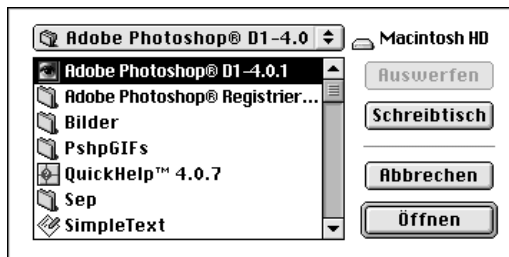 Adobe Photoshop® D1-4.0
Macintosh HD
Adobe Photoshop® D1-4.0.1
Adobe Photoshop® Registrier...
Bilder
PshpGIFs
QuickHelp™ 4.0.7
Sep
SimpleText
Auswerfen
Schreibtisch
Abbrechen
Öffnen